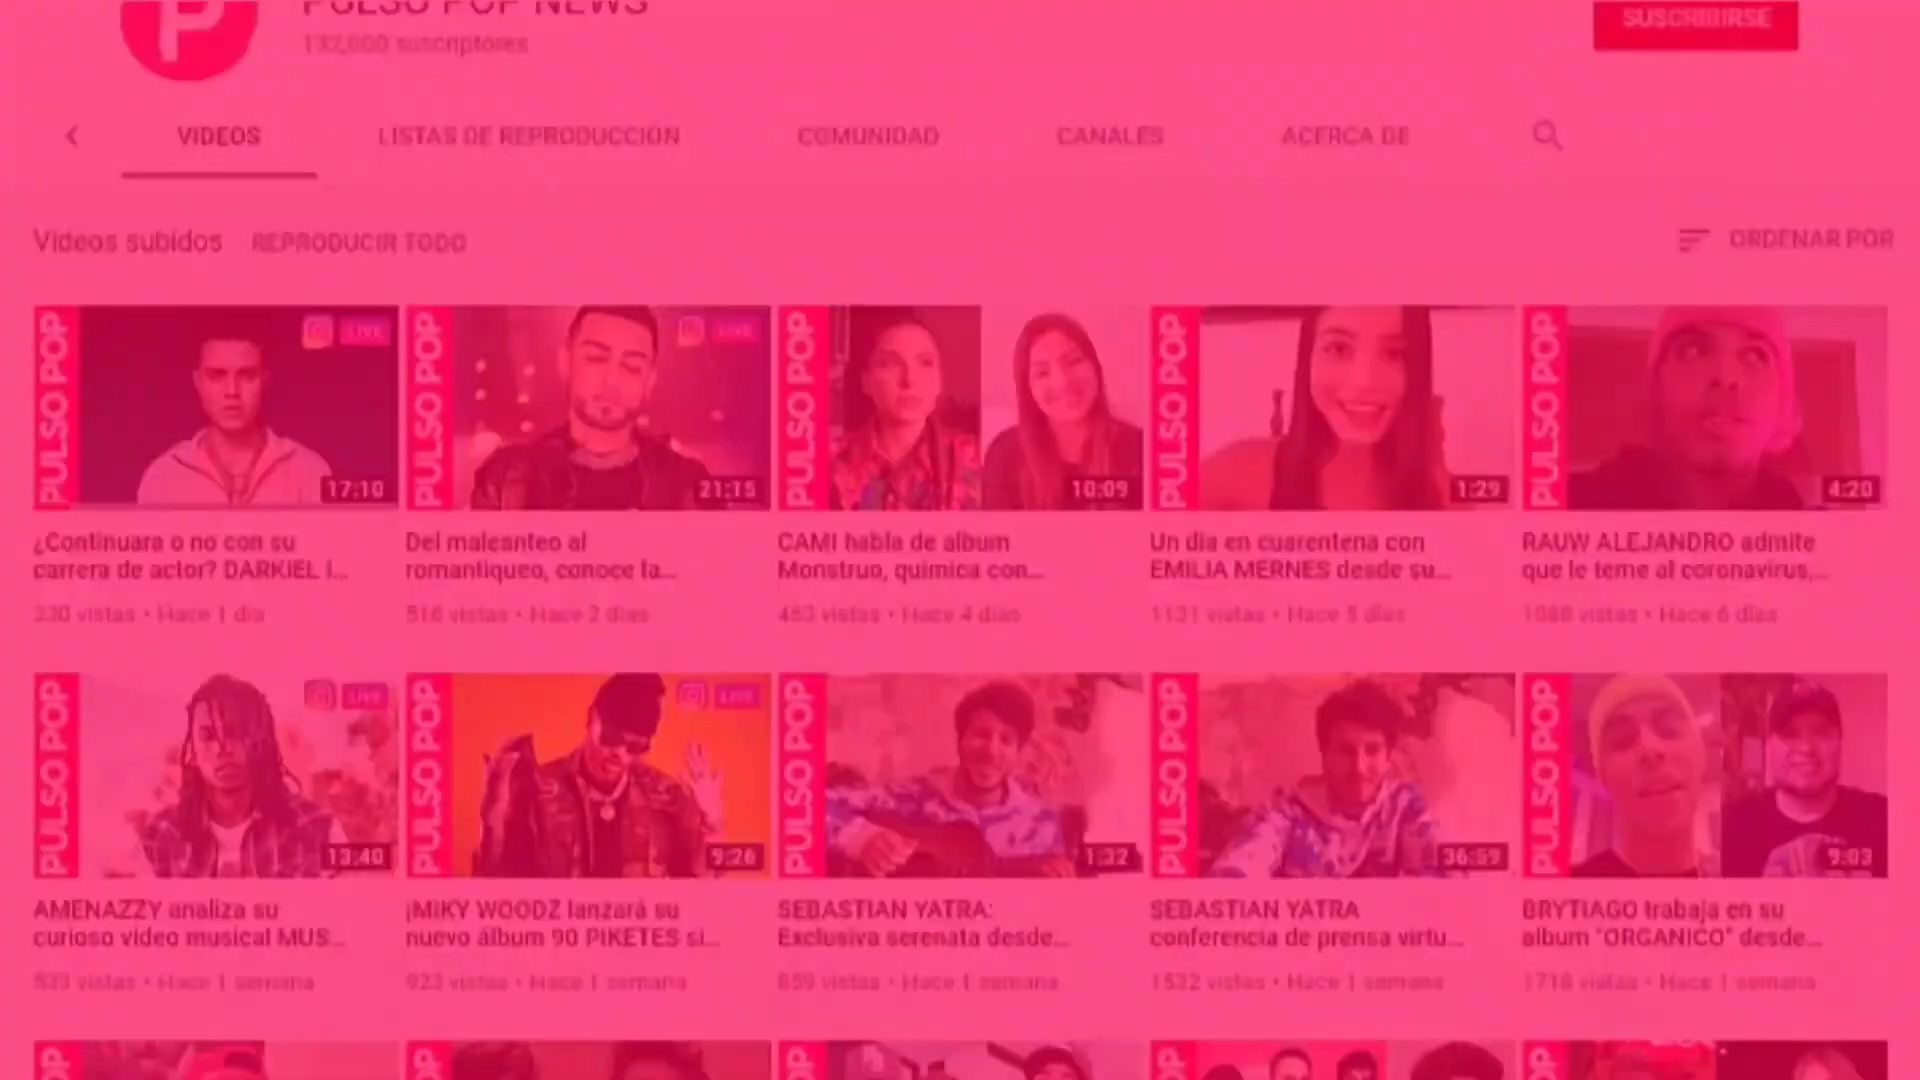 PULSO POP NEWS
132,000 suscriptores
SUSCRIBIRSE
VIDEOS
LISTAS DE REPRODUCCIÓN
COMUNIDAD
CANALES
ACERCA DE
Videos subidos
REPRODUCIR TODO
ORDENAR POR
PULSO POP
LIVE
17:10
PULSO POP
LIVE
21:15
PULSO POP
10:09
PULSO POP
1:29
PULSO POP
4:20
¿Continuara o no con su
carrera de actor? DARKIEL
330 vistas • Hace 1 día
Del maleanteo al
romantiqueo, conoce la...
516 vistas • Hace 2 días
CAMI habla de album
Monstruo, quimica con...
463 vistas • Hace 4 días
Un dia en cuarentena con
EMILIA MERNES desde su...
1131 vistas • Hace 5 días
RAUW ALEJANDRO admite
que le teme al coronavirus,...
1088 vistas • Hace 6 días
PULSO POP
LIVE
13:40
PULSO POP
LIVE
9:26
PULSO POP
1:32
PULSO POP
36:59
PULSO POP
9:03
AMENAZZY analiza su
curioso video musical MUS...
533 vistas • Hace 1 semana
¡MIKY WOODZ lanzará su
nuevo álbum 90 PIKETES si...
923 vistas • Hace 1 semana
SEBASTIAN YATRA:
Exclusiva serenata desde...
859 vistas • Hace 1 semana
SEBASTIAN YATRA
conferencia de prensa virtu...
1532 vistas • Hace 1 semana
BRYTIAGO trabaja en su
album "ORGANICO" desde...
1718 vistas • Hace 1 semana